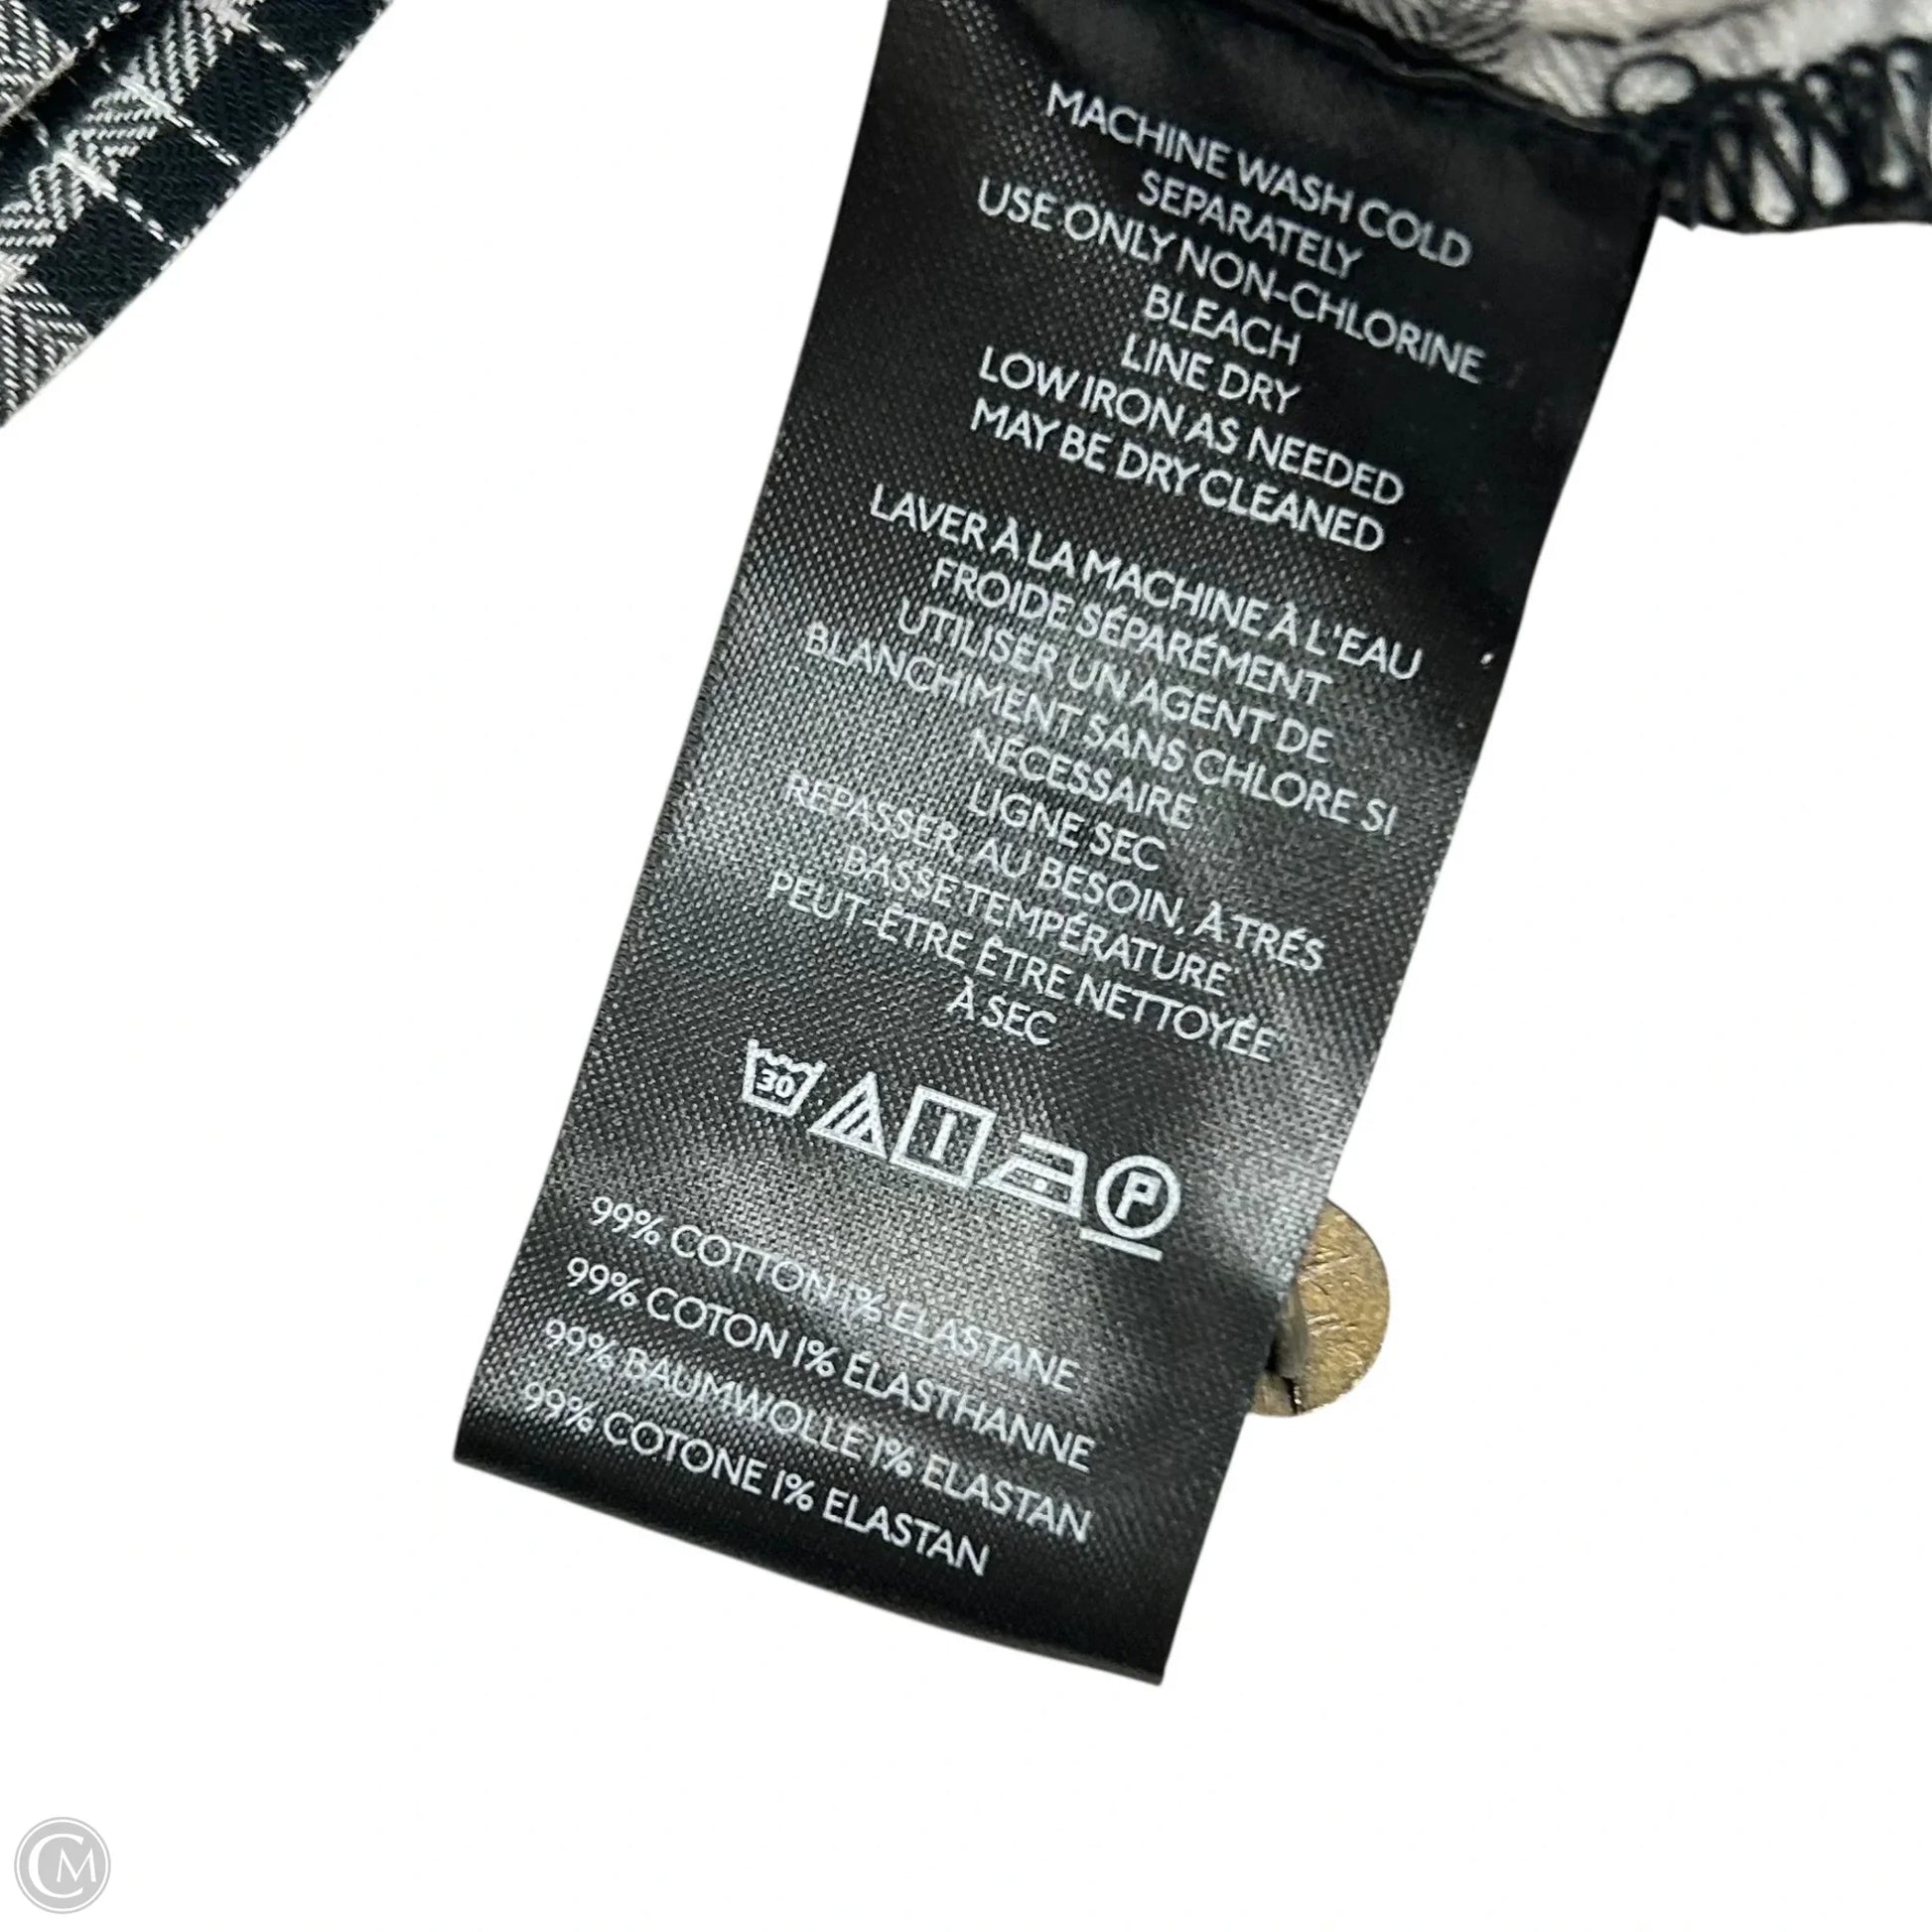 MACHINE WASH COLD
SEPARATELY
USE ONLY NON-CHLORINE
BLEACH
LINE DRY
LOW IRON AS NEEDED
MAY BE DRY CLEANED
LAVER À LA MACHINE À L'EAU
FROIDE SÉPARÉMENT
UTILISER UN AGENT DE
BLANCHIMENT SANS CHLORE SI
NÉCESSAIRE
LIGNE SEC
REPASSER, AU BESOIN, À TRÉS
BASSE TEMPÉRATURE
PEUT-ÊTRE ÊTRE NETTOYÉE
À SEC
30
P
99% COTTON 1% ELASTANE
99% COTON 1% ÉLASTHANNE
99% BAUMWOLLE 1% ELASTAN
99% COTONE 1% ELASTAN
CM